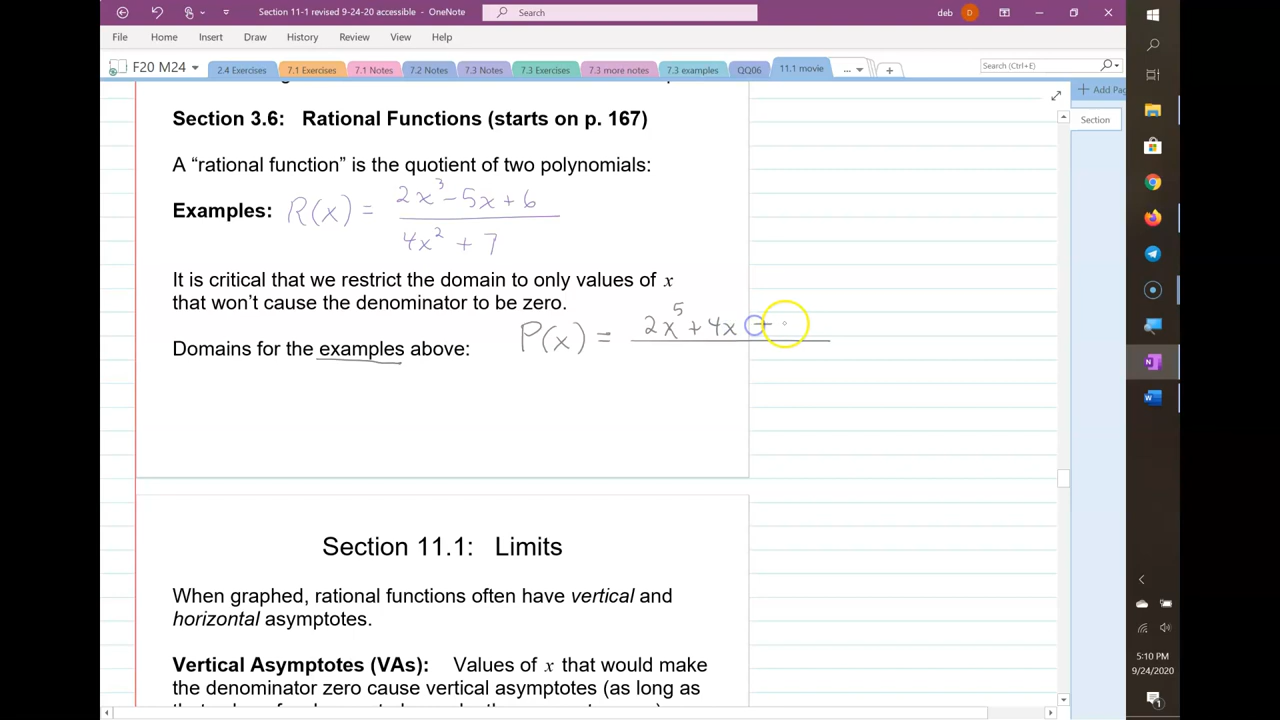 Section 11-1 revised 9-24-20 accessible - OneNote
Search
deb
D
File Home Insert Draw History Review View Help
F20 M24
2.4 Exercises
7.1 Exercises
7.1 Notes
7.2 Notes
7.3 Notes
7.3 Exercises
7.3 more notes
7.3 examples
QQ06
11.1 movie
...
Search (Ctrl+E)
Add Pag
Section
Section 3.6: Rational Functions (starts on p. 167)
A “rational function” is the quotient of two polynomials:
Examples: R(x) = (2x³ - 5x + 6) / (4x² + 7)
It is critical that we restrict the domain to only values of x
that won’t cause the denominator to be zero.
P(x) = 2x⁵ + 4x
Domains for the examples above:
Section 11.1: Limits
When graphed, rational functions often have vertical and
horizontal asymptotes.
Vertical Asymptotes (VAs): Values of x that would make
the denominator zero cause vertical asymptotes (as long as
5:10 PM
9/24/2020